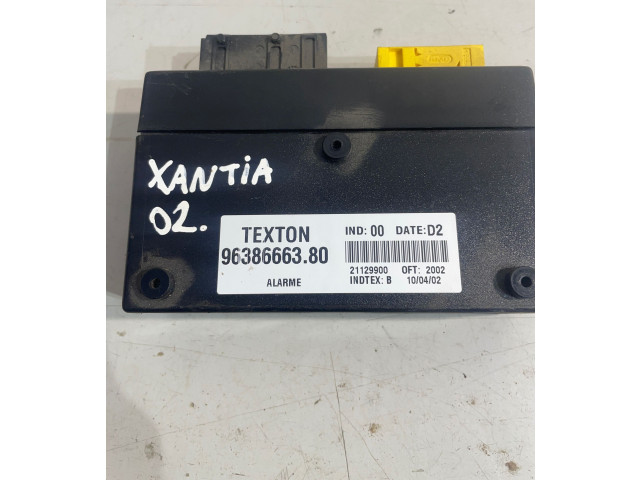 XANTIA
02.
TEXTON
96386663.80
ALARME
IND: 00 DATE:D2
21129900 OFT: 2002
INDTEX: B 10/04/02